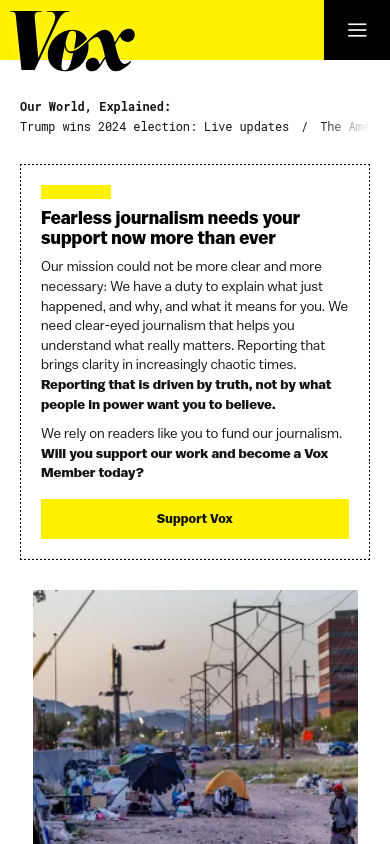 Vox
Our World, Explained:
Trump wins 2024 election: Live updates / The Ame
Fearless journalism needs your
support now more than ever
Our mission could not be more clear and more
necessary: We have a duty to explain what just
happened, and why, and what it means for you. We
need clear-eyed journalism that helps you
understand what really matters. Reporting that
brings clarity in increasingly chaotic times.
Reporting that is driven by truth, not by what
people in power want you to believe.
We rely on readers like you to fund our journalism.
Will you support our work and become a Vox
Member today?
Support Vox